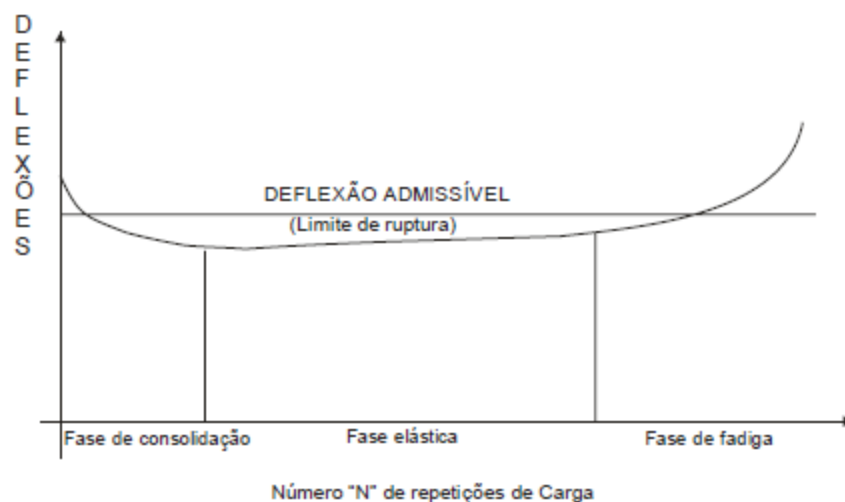 DEFLEXÕES
DEFLEXÃO ADMISSÍVEL
(Limite de ruptura)
Fase de consolidação
Fase elástica
Fase de fadiga
Número "N" de repetições de Carga